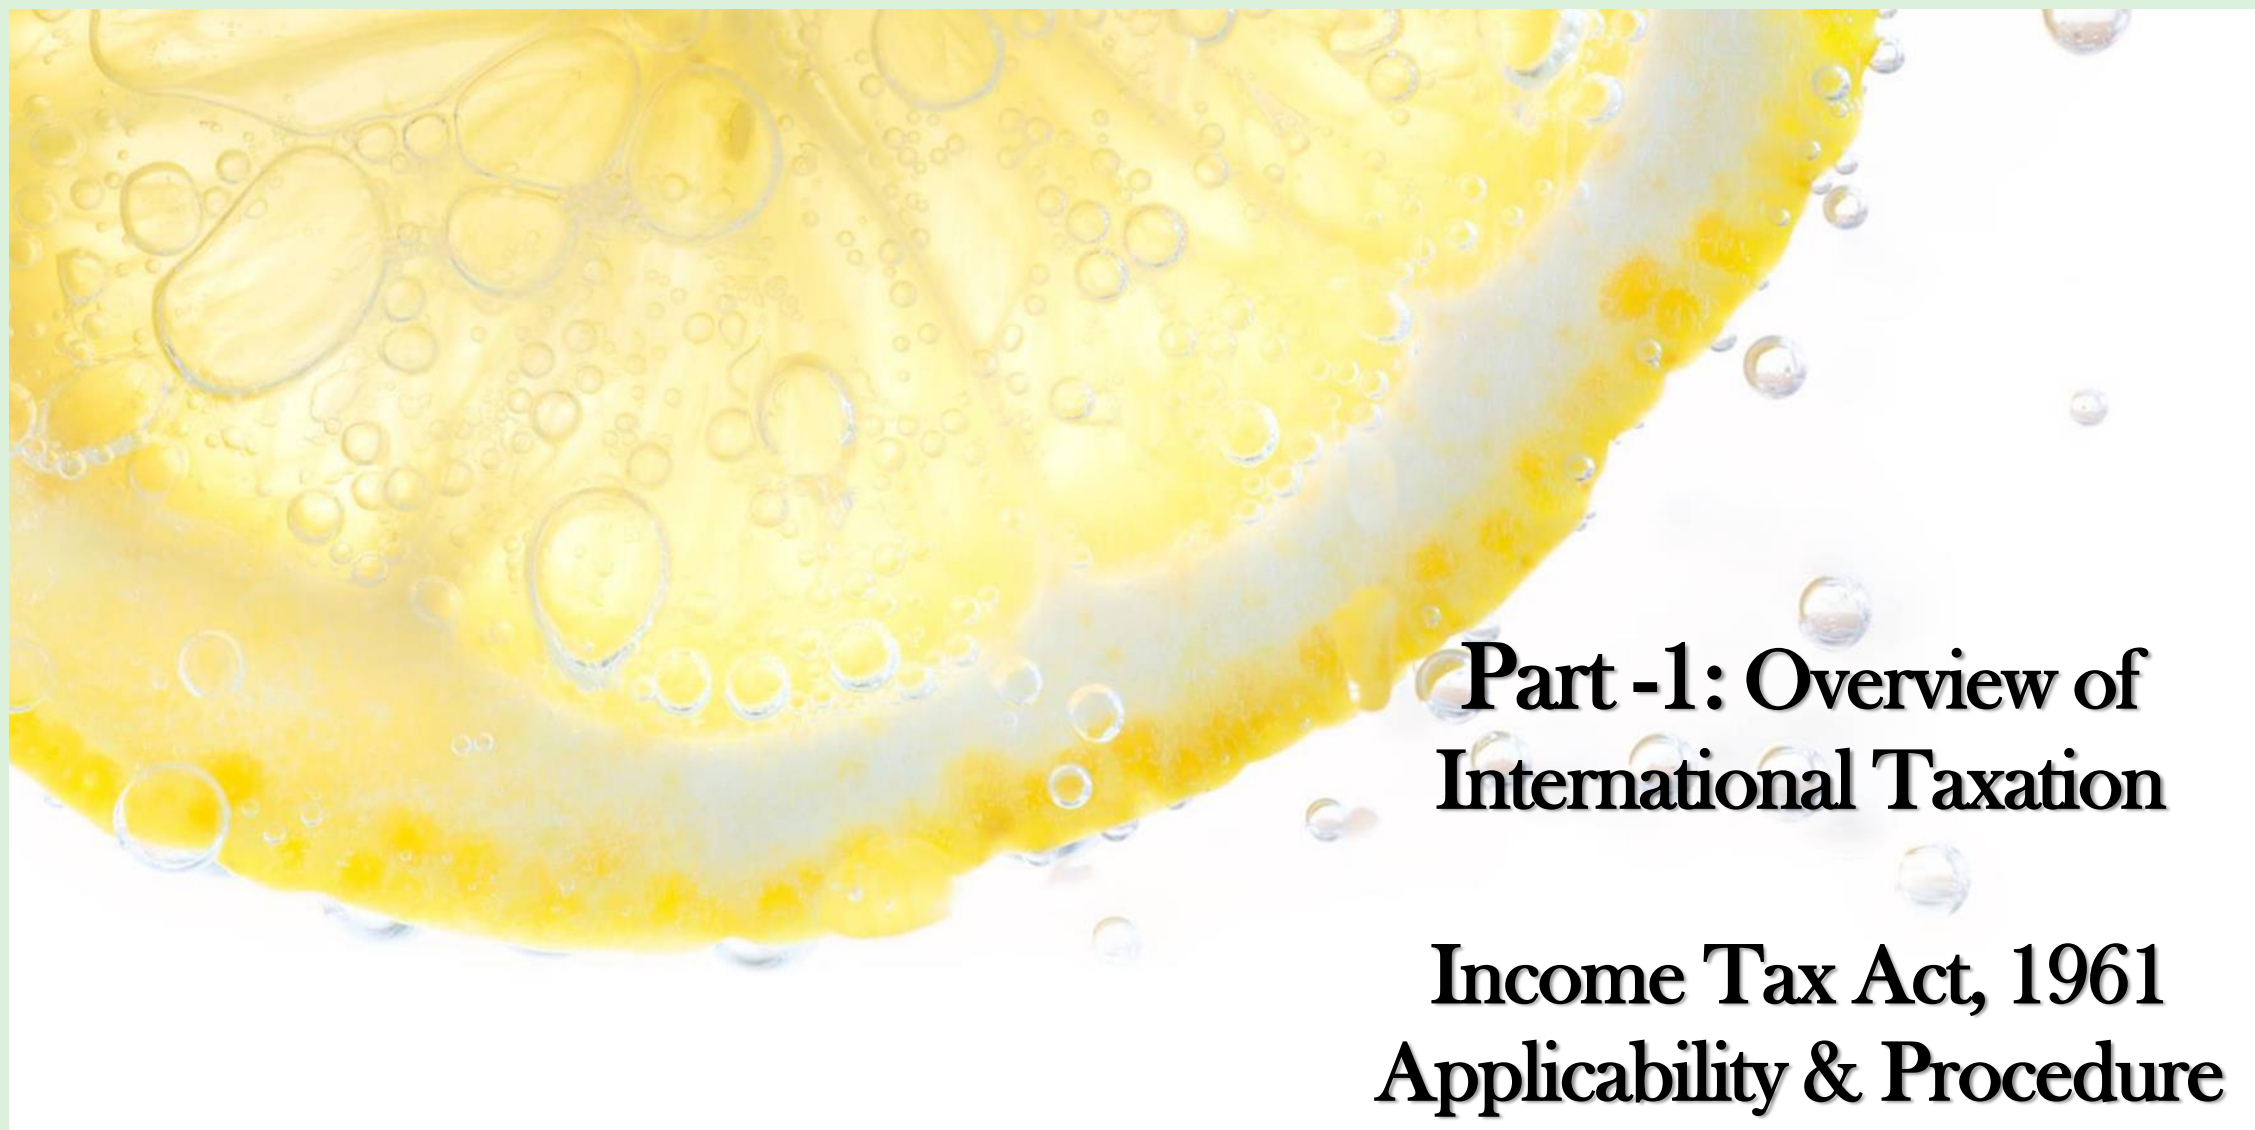 Part -1: Overview of
International Taxation
Income Tax Act, 1961
Applicability & Procedure